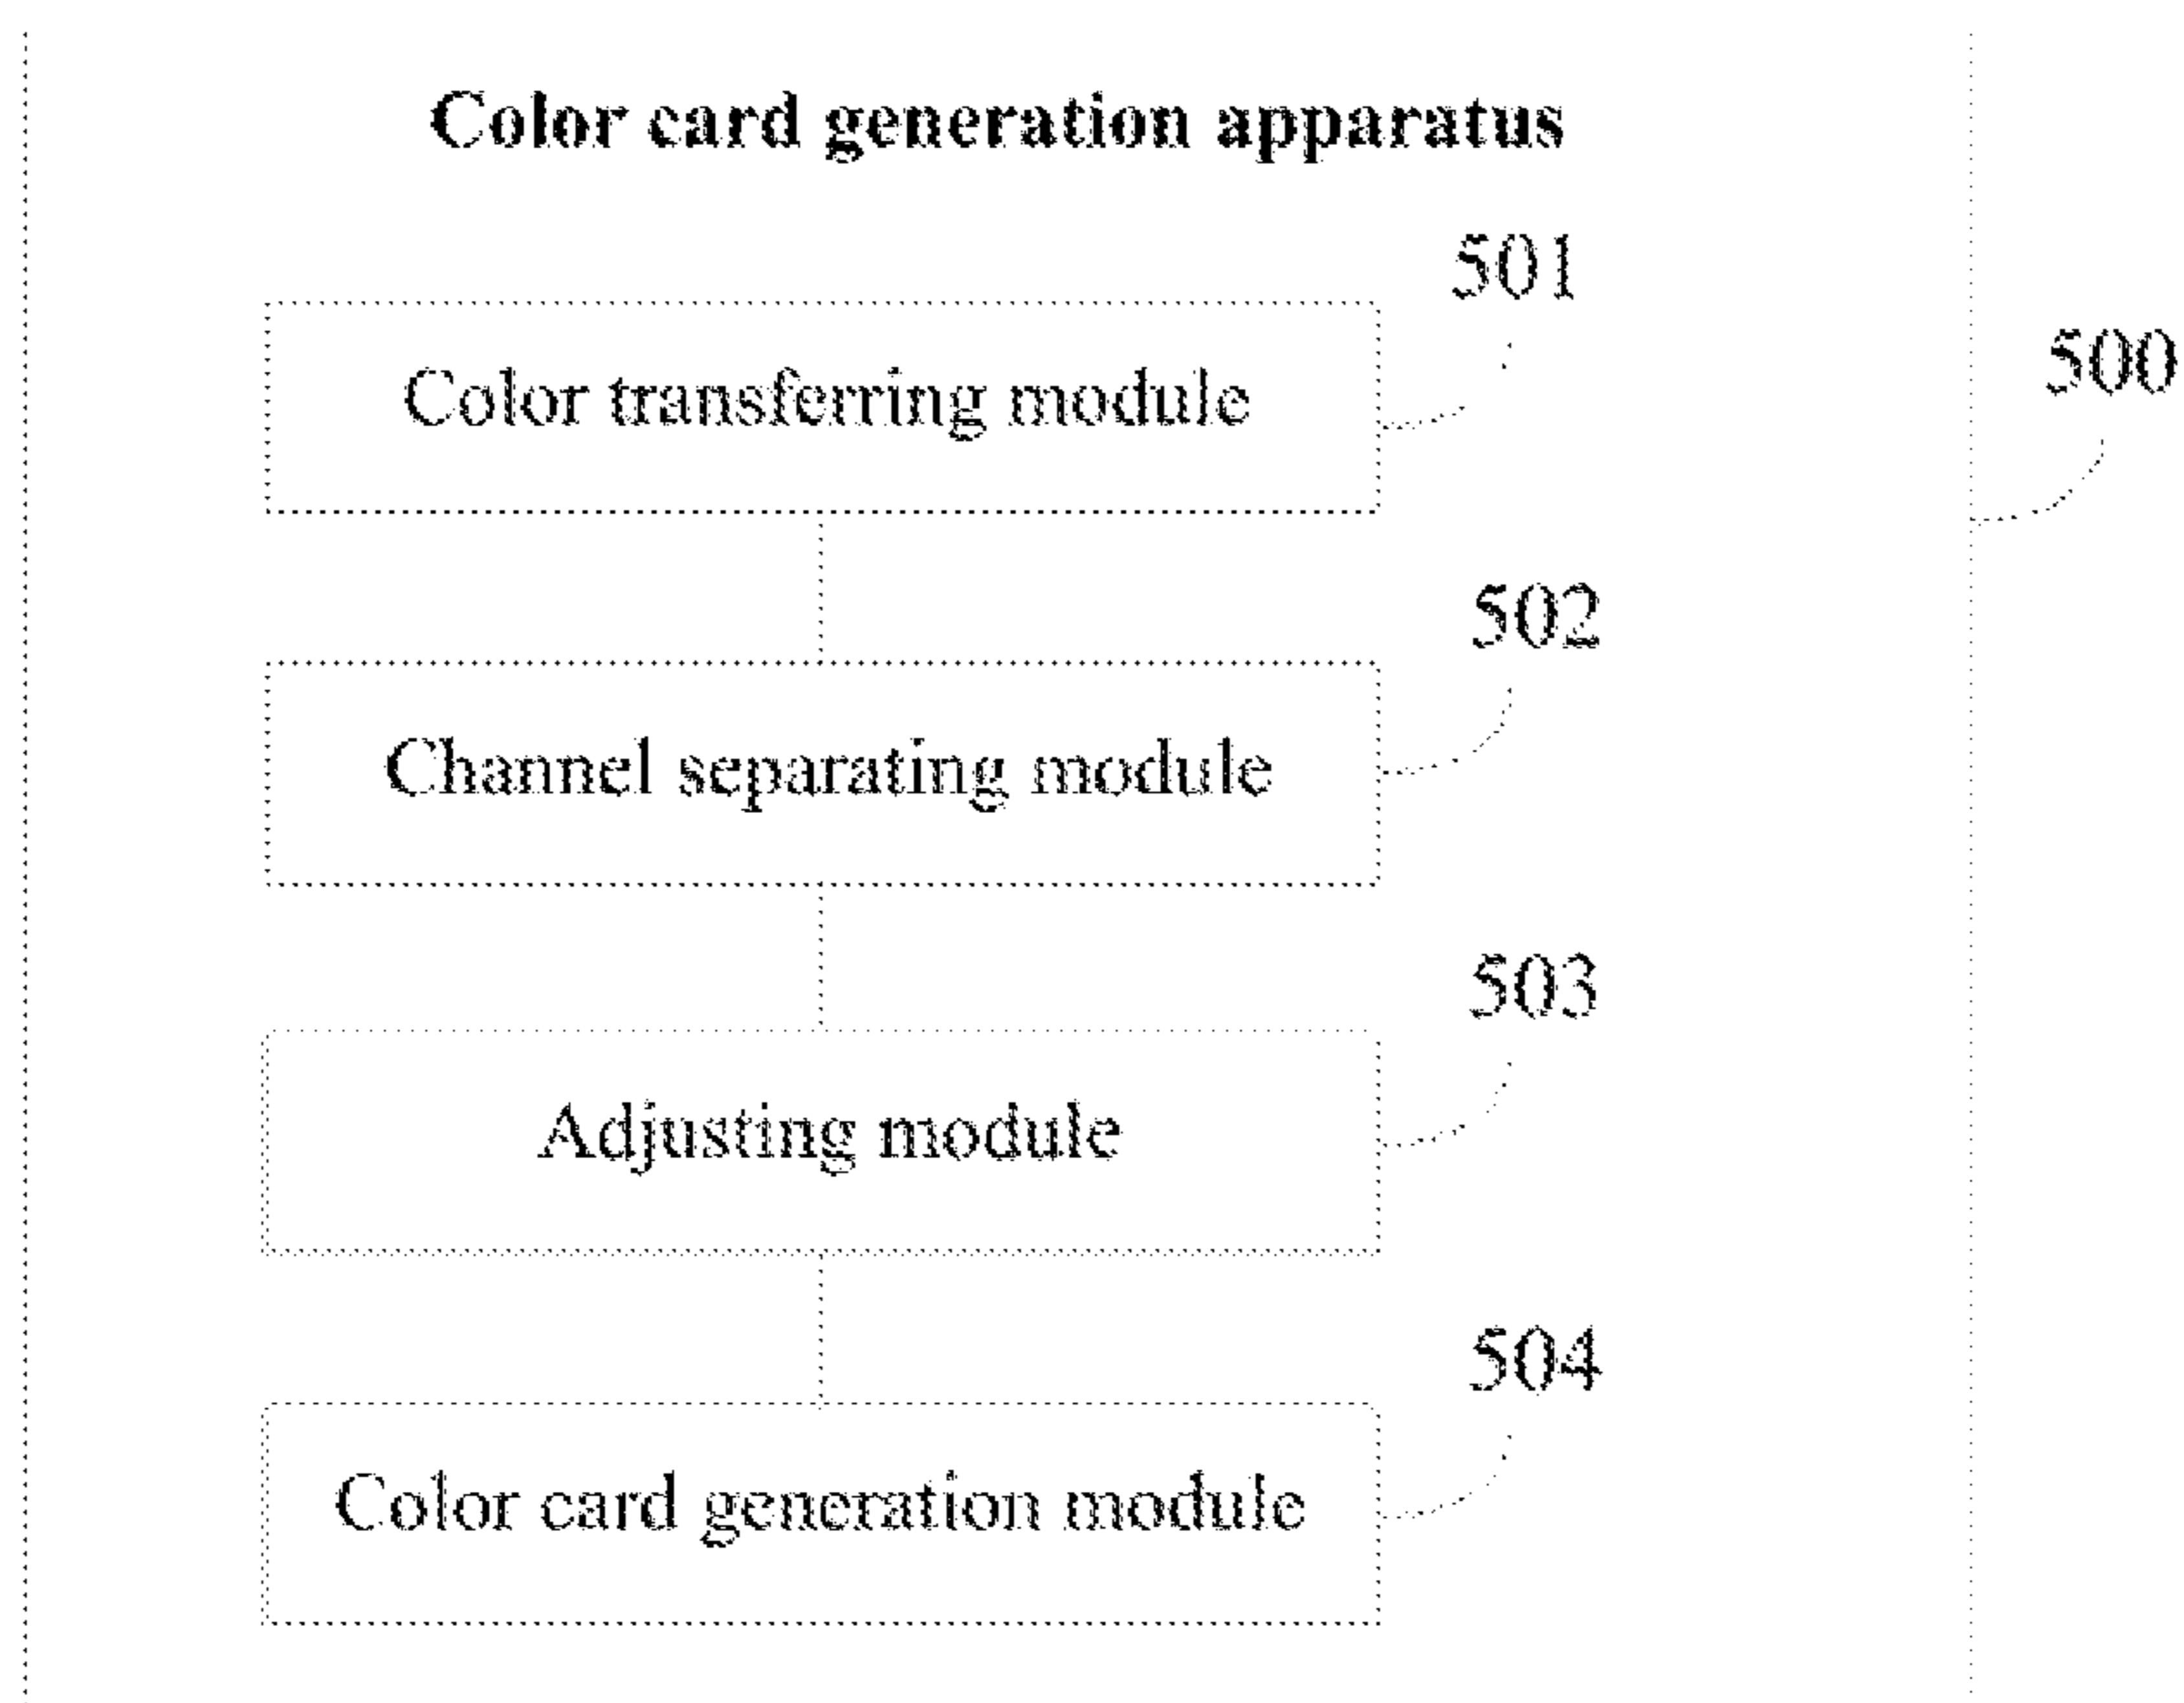 Color card generation apparatus
501
500
Color transferring module
502
Channel separating module
503
Adjusting module
504
Color card generation module